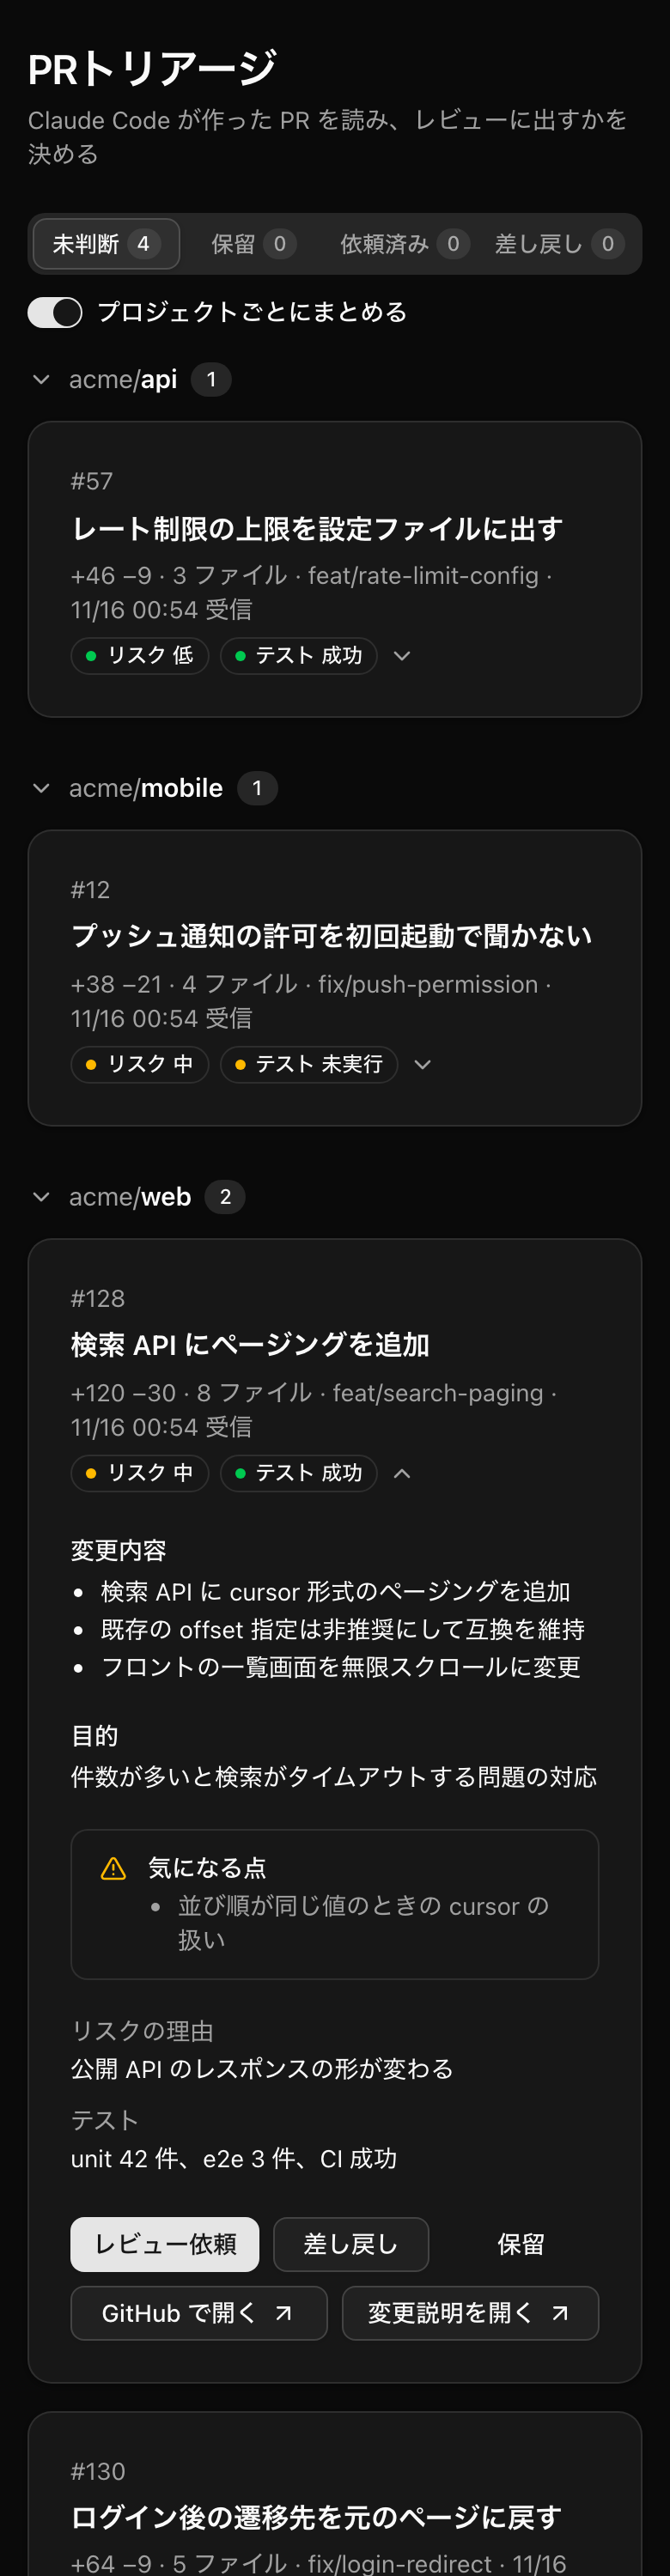 PRトリアージ
Claude Code が作った PR を読み、レビューに出すかを
決める
未判断 4 保留 0 依頼済み 0 差し戻し 0
プロジェクトごとにまとめる
acme/api 1
#57
レート制限の上限を設定ファイルに出す
+46 −9 · 3 ファイル · feat/rate-limit-config ·
11/16 00:54 受信
リスク 低 テスト 成功
acme/mobile 1
#12
プッシュ通知の許可を初回起動で聞かない
+38 −21 · 4 ファイル · fix/push-permission ·
11/16 00:54 受信
リスク 中 テスト 未実行
acme/web 2
#128
検索 API にページングを追加
+120 −30 · 8 ファイル · feat/search-paging ·
11/16 00:54 受信
リスク 中 テスト 成功
変更内容
• 検索 API に cursor 形式のページングを追加
• 既存の offset 指定は非推奨にして互換を維持
• フロントの一覧画面を無限スクロールに変更
目的
件数が多いと検索がタイムアウトする問題の対応
気になる点
• 並び順が同じ値のときの cursor の
扱い
リスクの理由
公開 API のレスポンスの形が変わる
テスト
unit 42 件、e2e 3 件、CI 成功
レビュー依頼 差し戻し 保留
GitHub で開く 変更説明を開く
#130
ログイン後の遷移先を元のページに戻す
+64 −9 · 5 ファイル · fix/login-redirect · 11/16